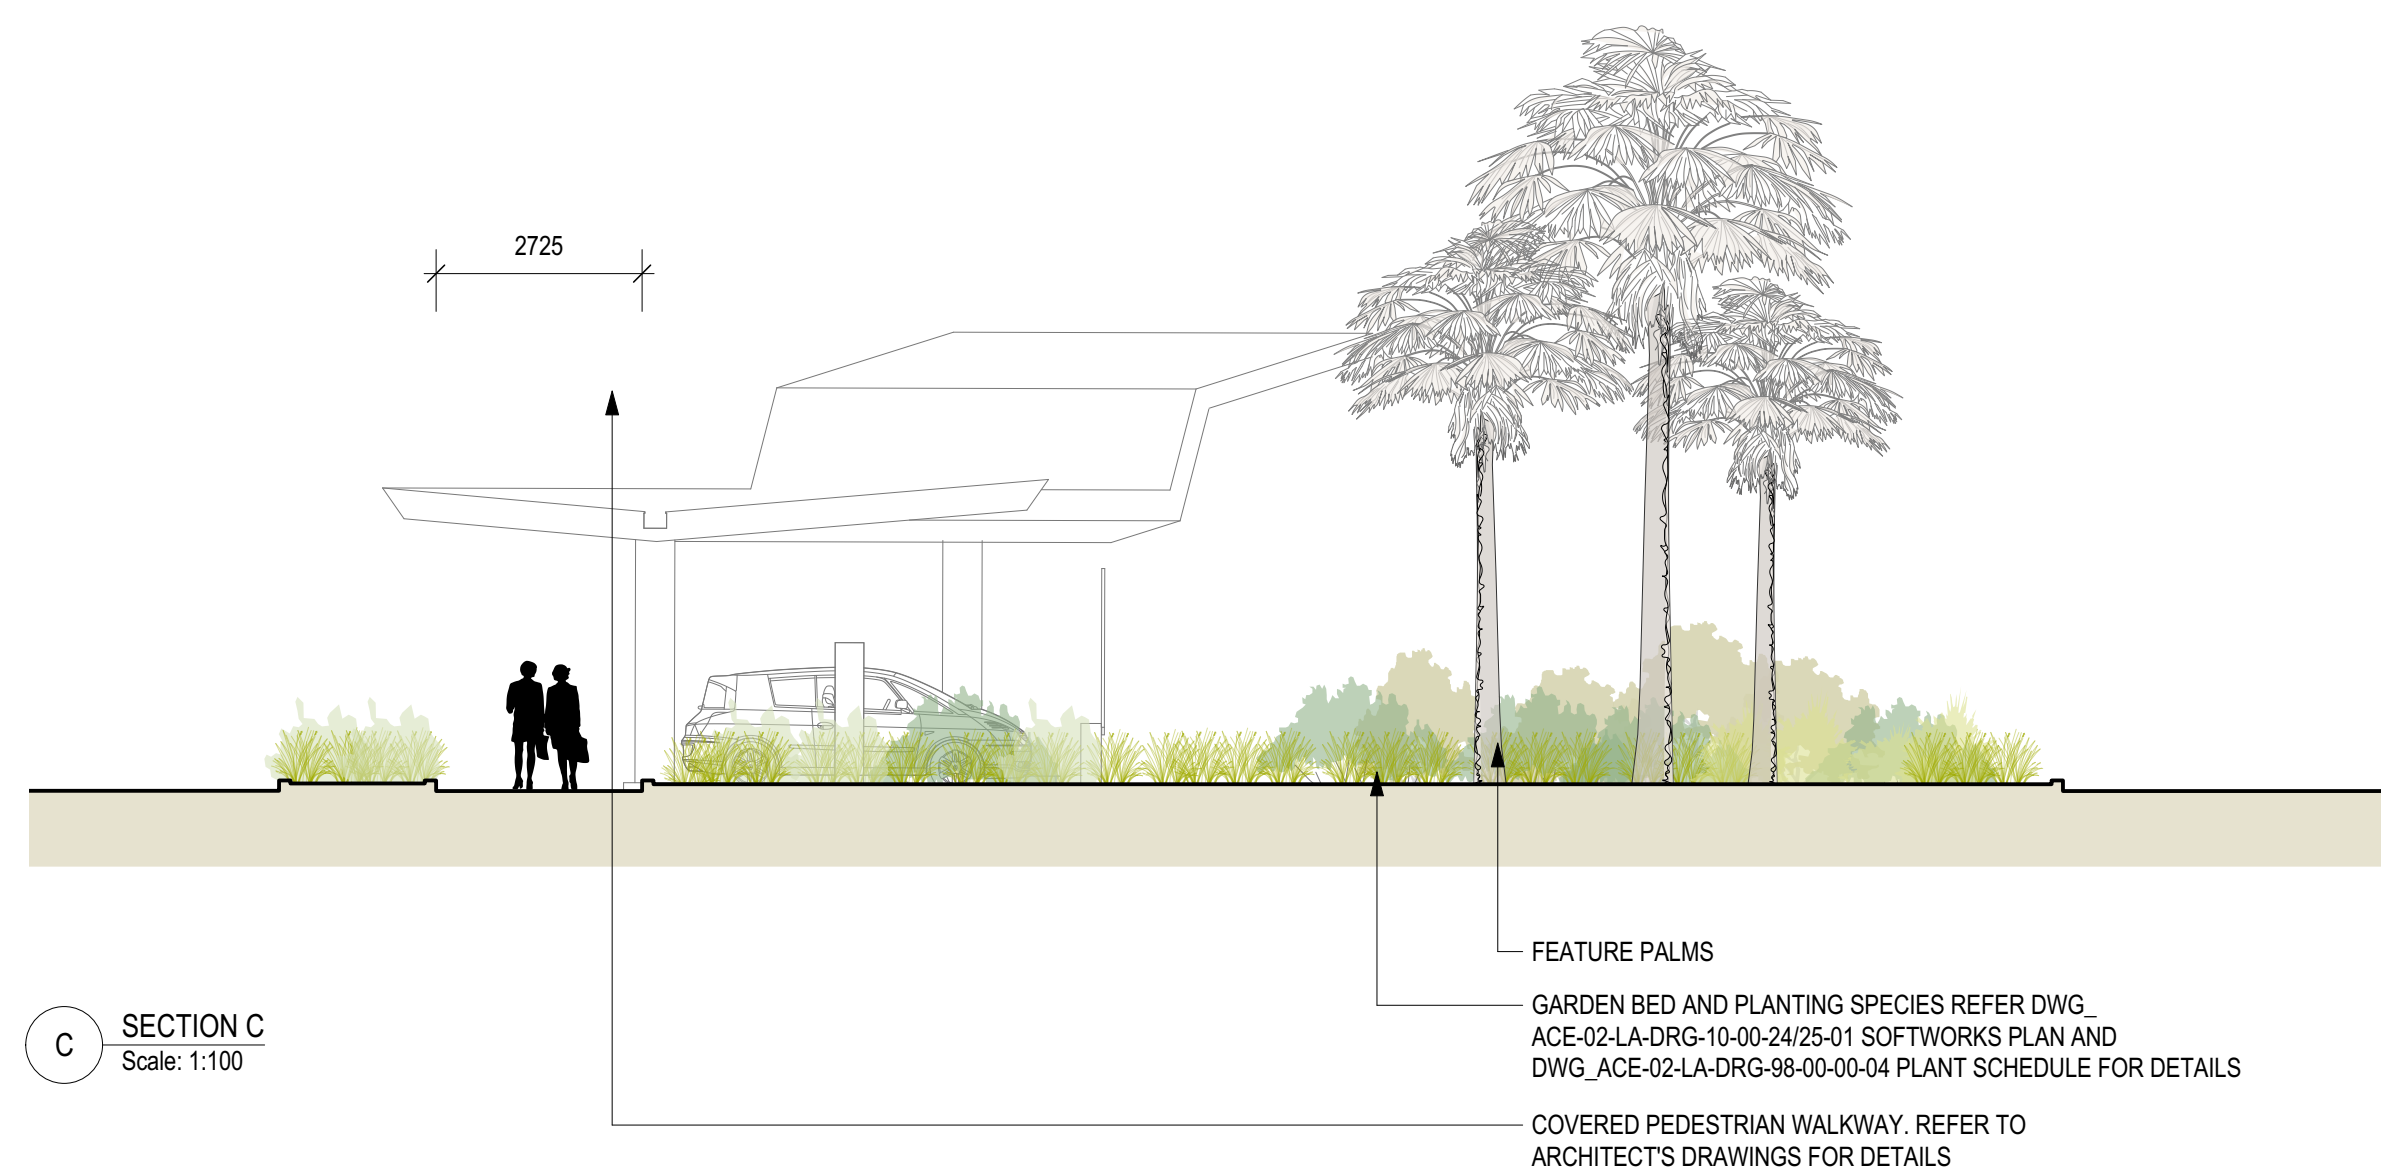 2725
FEATURE PALMS
GARDEN BED AND PLANTING SPECIES REFER DWG_
ACE-02-LA-DRG-10-00-24/25-01 SOFTWORKS PLAN AND
DWG_ACE-02-LA-DRG-98-00-00-04 PLANT SCHEDULE FOR DETAILS
C
SECTION C
Scale: 1:100
COVERED PEDESTRIAN WALKWAY. REFER TO
ARCHITECT'S DRAWINGS FOR DETAILS